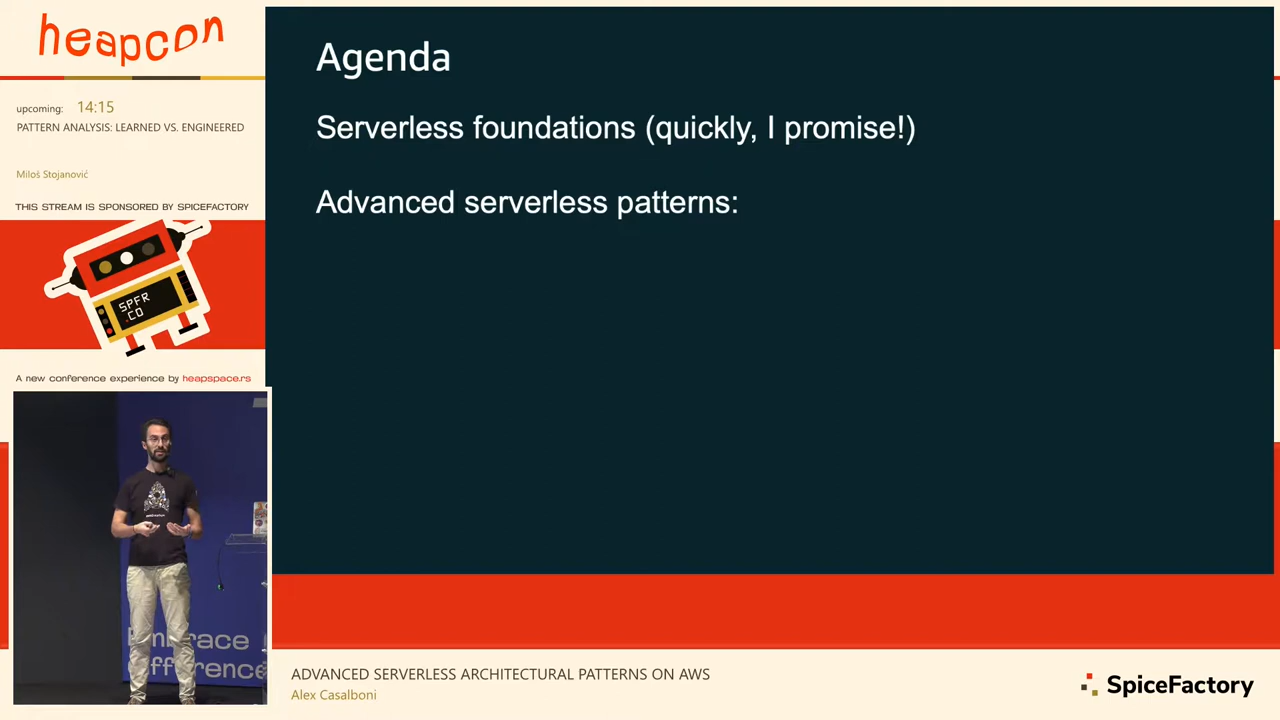 heapcon
upcoming: 14:15
PATTERN ANALYSIS: LEARNED VS. ENGINEERED
Miloš Stojanović
THIS STREAM IS SPONSORED BY SPICEFACTORY
SPFR
.CO
A new conference experience by heapspace.rs
Agenda
Serverless foundations (quickly, I promise!)
Advanced serverless patterns:
Embrace
ifference
ADVANCED SERVERLESS ARCHITECTURAL PATTERNS ON AWS
Alex Casalboni
SpiceFactory